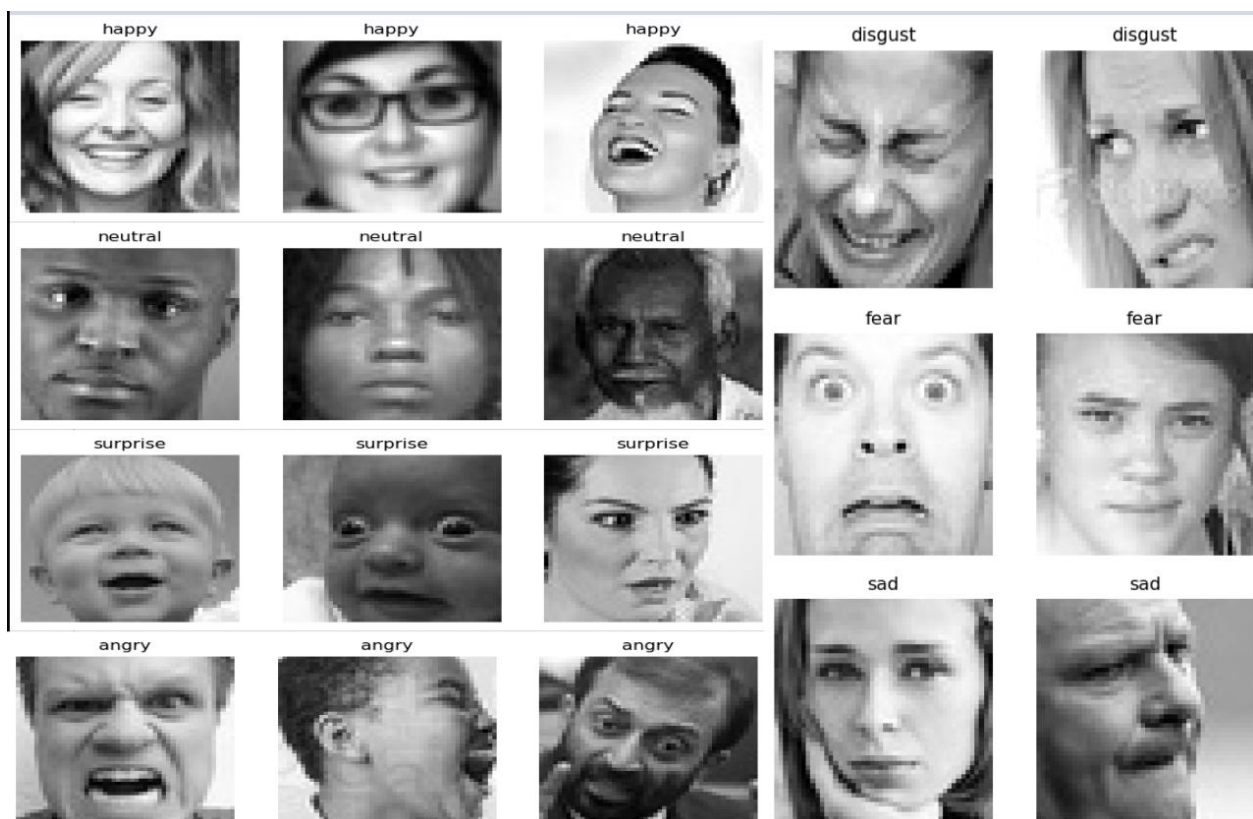 happy happy happy
neutral neutral neutral
surprise surprise surprise
angry angry angry
disgust disgust
fear fear
sad sad